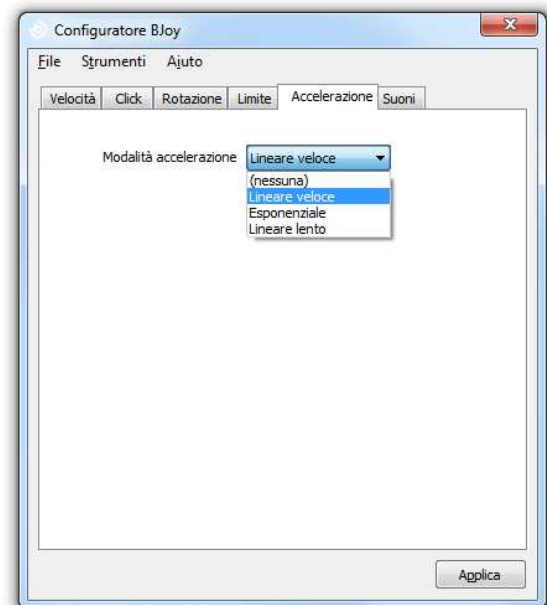 Configuratore BJoy
File Strumenti Aiuto
Velocità Click Rotazione Limite Accelerazione Suoni
Modalità accelerazione Lineare veloce
(nessuna)
Lineare veloce
Esponenziale
Lineare lento
Applica